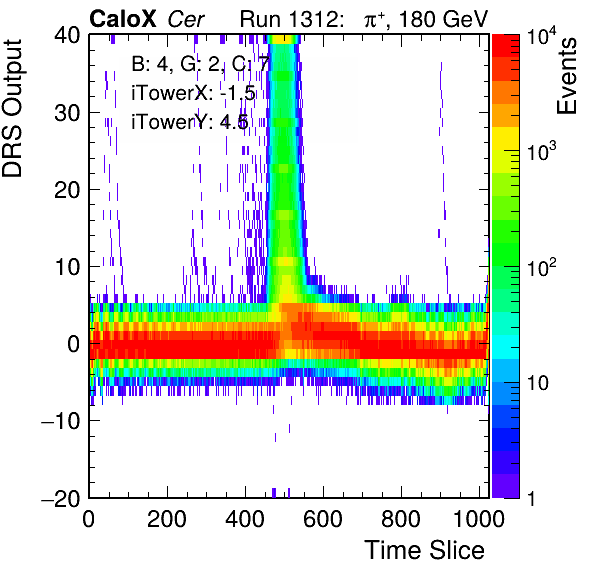 CaloX Cer Run 1312: π⁺, 180 GeV
B: 4, G: 2, C: 7
iTowerX: -1.5
iTowerY: 4.5
DRS Output
40
30
20
10
0
−10
−20
0 200 400 600 800 1000
Time Slice
Events
10⁴
10³
10²
10
1